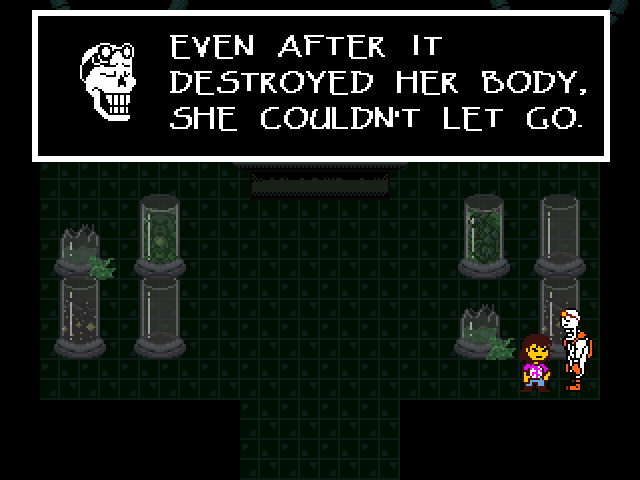 EVEN AFTER IT
DESTROYED HER BODY,
SHE COULDN'T LET GO.